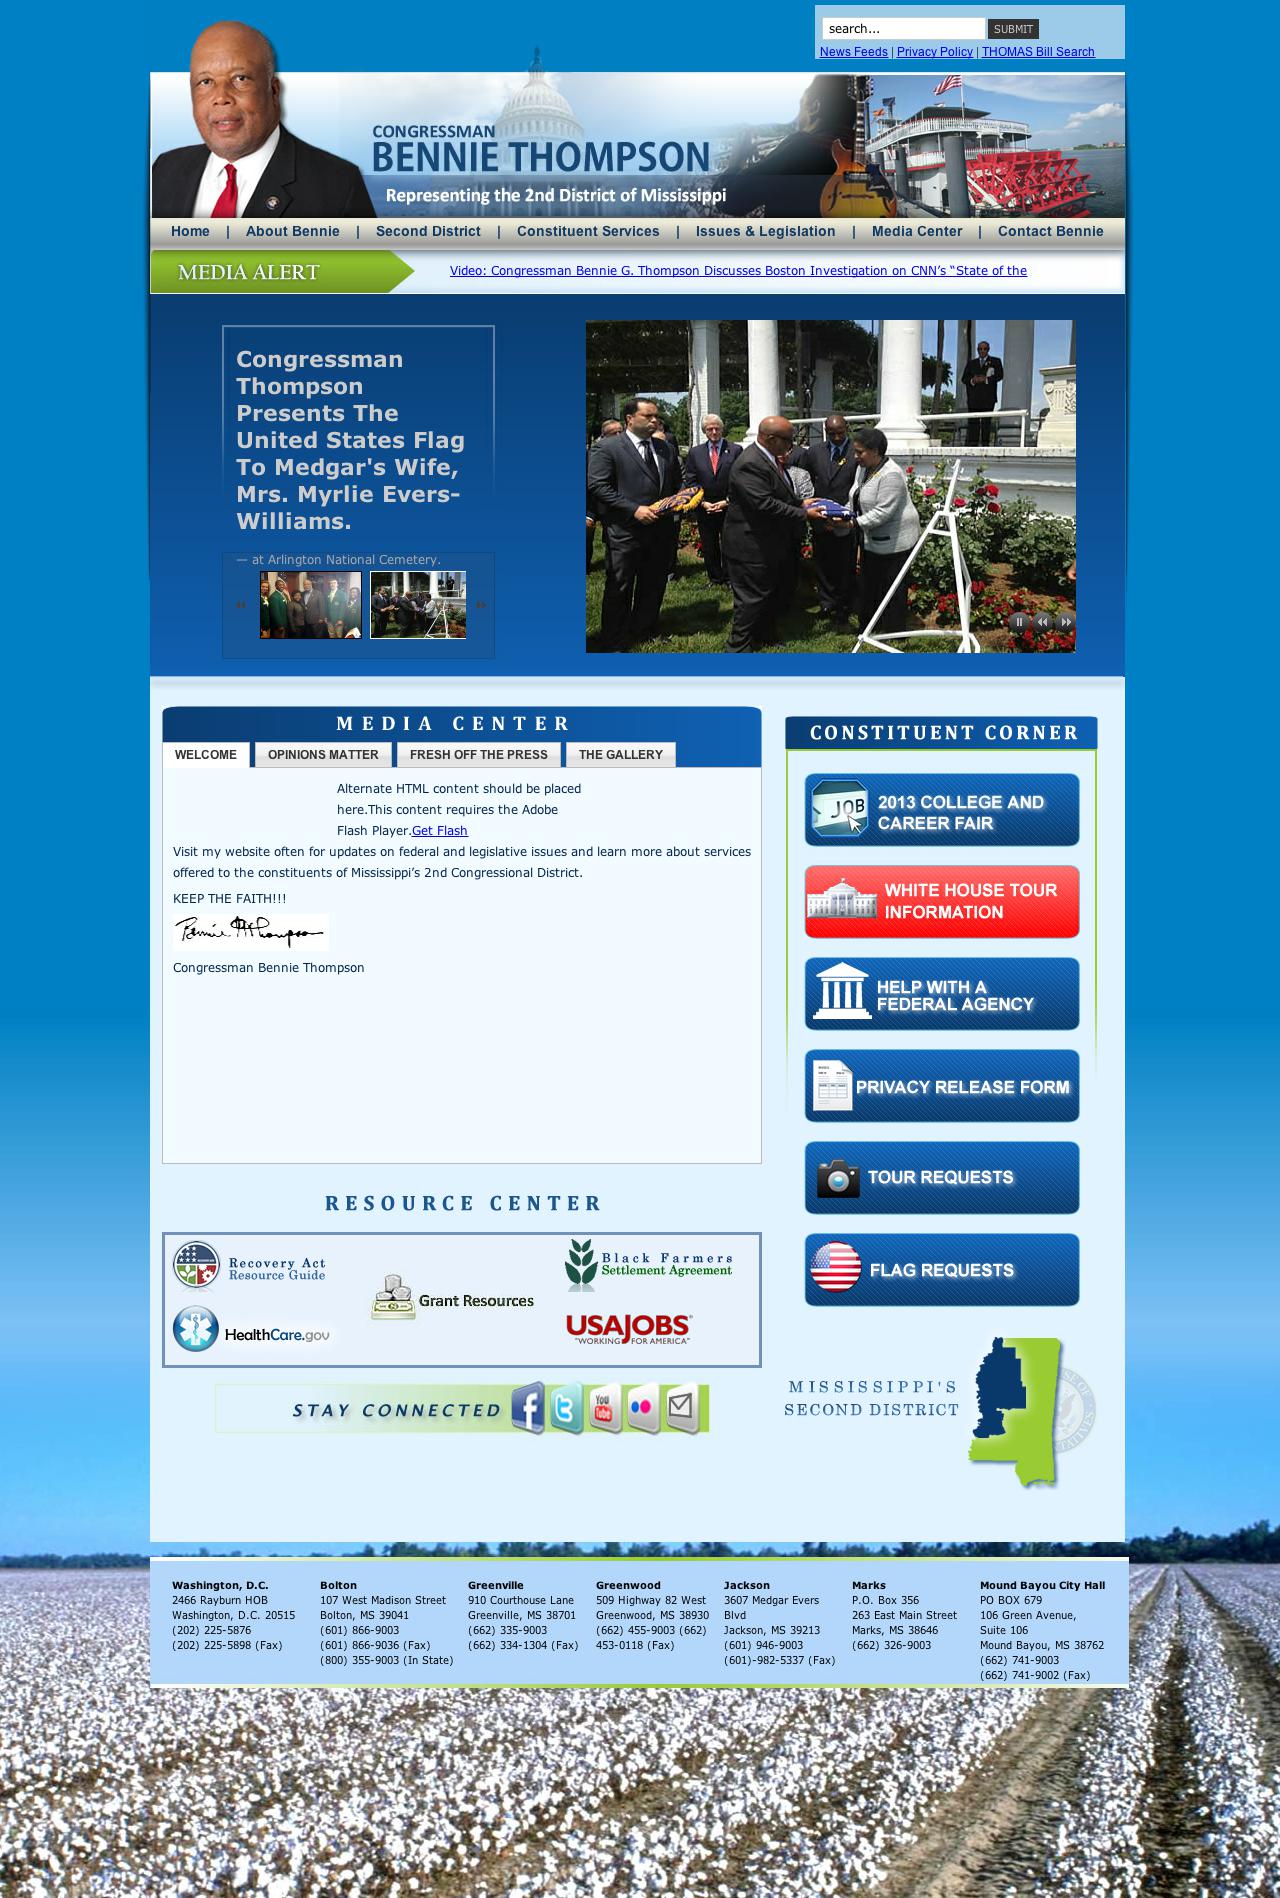 search...
SUBMIT
News Feeds | Privacy Policy | THOMAS Bill Search
CONGRESSMAN
BENNIE THOMPSON
Representing the 2nd District of Mississippi
Home | About Bennie | Second District | Constituent Services | Issues & Legislation | Media Center | Contact Bennie
MEDIA ALERT
Video: Congressman Bennie G. Thompson Discusses Boston Investigation on CNN’s “State of the
Congressman
Thompson
Presents The
United States Flag
To Medgar's Wife,
Mrs. Myrlie Evers-
Williams.
— at Arlington National Cemetery.
MEDIA CENTER
WELCOME
OPINIONS MATTER
FRESH OFF THE PRESS
THE GALLERY
Alternate HTML content should be placed
here.This content requires the Adobe
Flash Player.Get Flash
Visit my website often for updates on federal and legislative issues and learn more about services
offered to the constituents of Mississippi’s 2nd Congressional District.
KEEP THE FAITH!!!
Bennie G Thompson
Congressman Bennie Thompson
CONSTITUENT CORNER
JOB
2013 COLLEGE AND
CAREER FAIR
WHITE HOUSE TOUR
INFORMATION
HELP WITH A
FEDERAL AGENCY
PRIVACY RELEASE FORM
TOUR REQUESTS
FLAG REQUESTS
RESOURCE CENTER
Recovery Act
Resource Guide
HealthCare.gov
Grant Resources
Black Farmers
Settlement Agreement
USAJOBS
"WORKING FOR AMERICA"
STAY CONNECTED
You
Tube
MISSISSIPPI'S
SECOND DISTRICT
Washington, D.C.
2466 Rayburn HOB
Washington, D.C. 20515
(202) 225-5876
(202) 225-5898 (Fax)
Bolton
107 West Madison Street
Bolton, MS 39041
(601) 866-9003
(601) 866-9036 (Fax)
(800) 355-9003 (In State)
Greenville
910 Courthouse Lane
Greenville, MS 38701
(662) 335-9003
(662) 334-1304 (Fax)
Greenwood
509 Highway 82 West
Greenwood, MS 38930
(662) 455-9003 (662)
453-0118 (Fax)
Jackson
3607 Medgar Evers
Blvd
Jackson, MS 39213
(601) 946-9003
(601)-982-5337 (Fax)
Marks
P.O. Box 356
263 East Main Street
Marks, MS 38646
(662) 326-9003
Mound Bayou City Hall
PO BOX 679
106 Green Avenue,
Suite 106
Mound Bayou, MS 38762
(662) 741-9003
(662) 741-9002 (Fax)